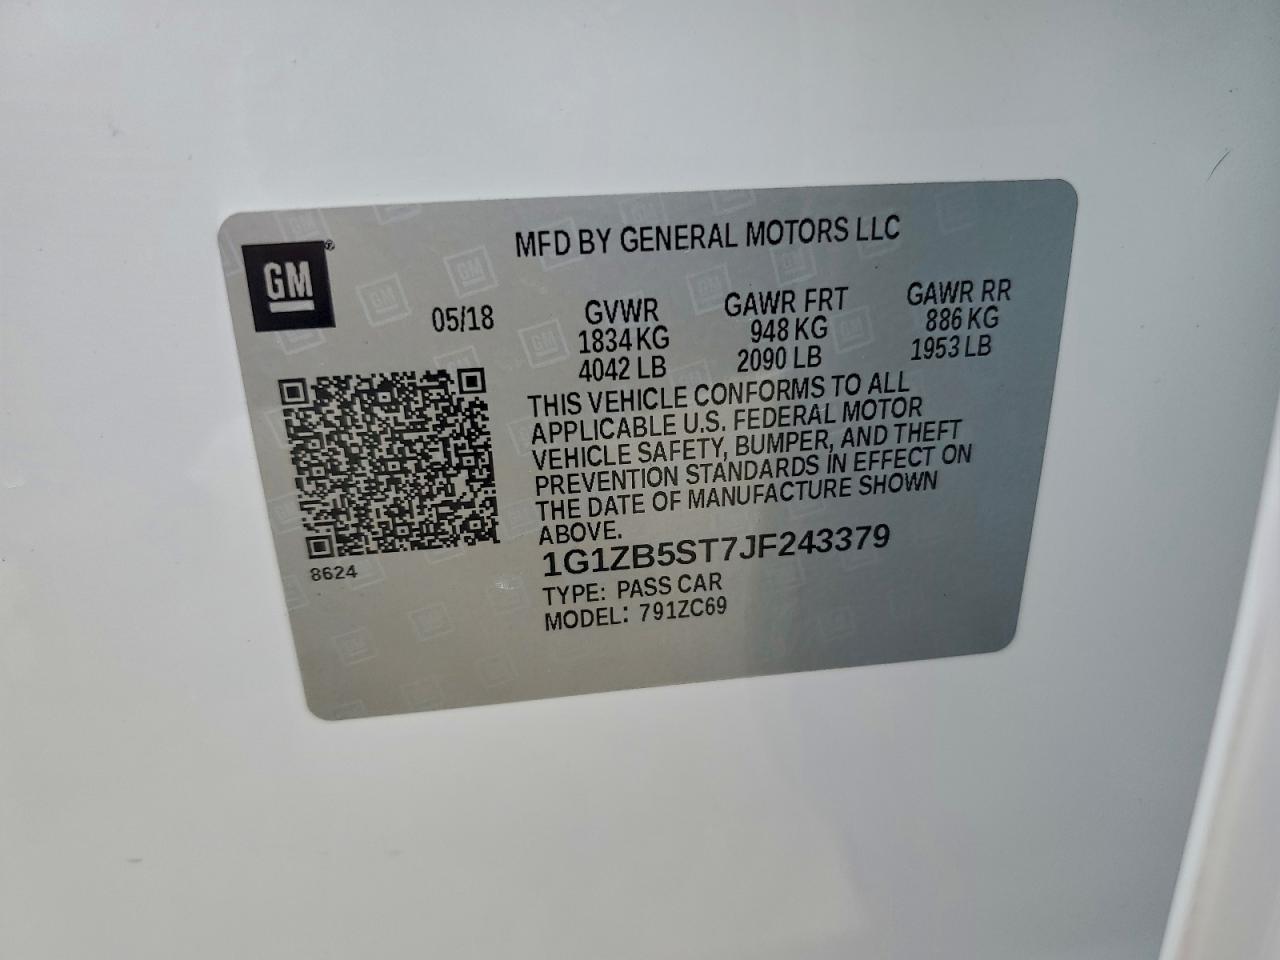 MFD BY GENERAL MOTORS LLC
GM®
05/18
GVWR
1834 KG
4042 LB
GAWR FRT
948 KG
2090 LB
GAWR RR
886 KG
1953 LB
THIS VEHICLE CONFORMS TO ALL
APPLICABLE U.S. FEDERAL MOTOR
VEHICLE SAFETY, BUMPER, AND THEFT
PREVENTION STANDARDS IN EFFECT ON
THE DATE OF MANUFACTURE SHOWN
ABOVE.
1G1ZB5ST7JF243379
8624
TYPE: PASS CAR
MODEL: 791ZC69